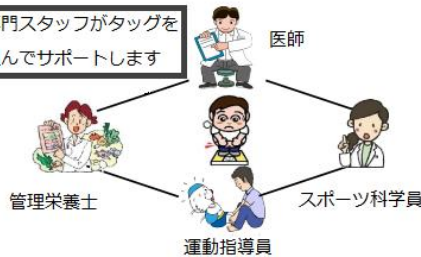 門スタッフがタッグを
んでサポートします
医師
管理栄養士
スポーツ科学員
運動指導員